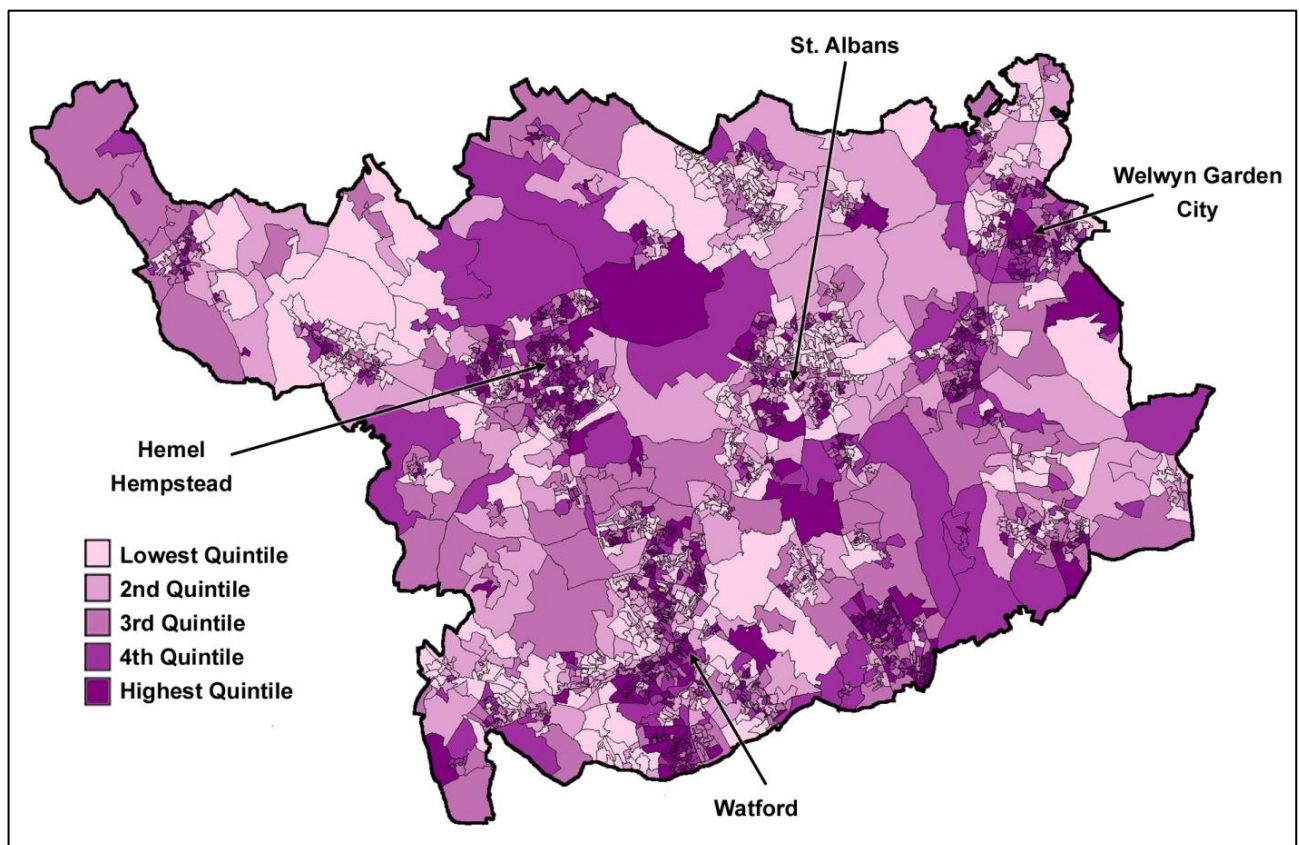 St. Albans
Welwyn Garden
City
Hemel
Hempstead
Lowest Quintile
2nd Quintile
3rd Quintile
4th Quintile
Highest Quintile
Watford